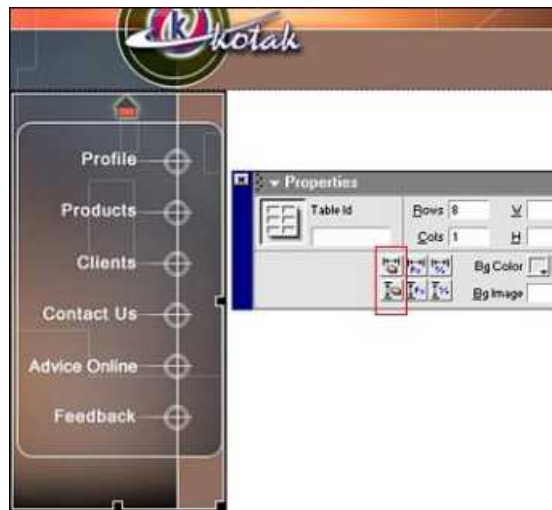 k kotak
Profile
Products
Clients
Contact Us
Advice Online
Feedback
Properties
Table Id
Rows 8
V
Cols 1
H
Bg Color
Bg Image